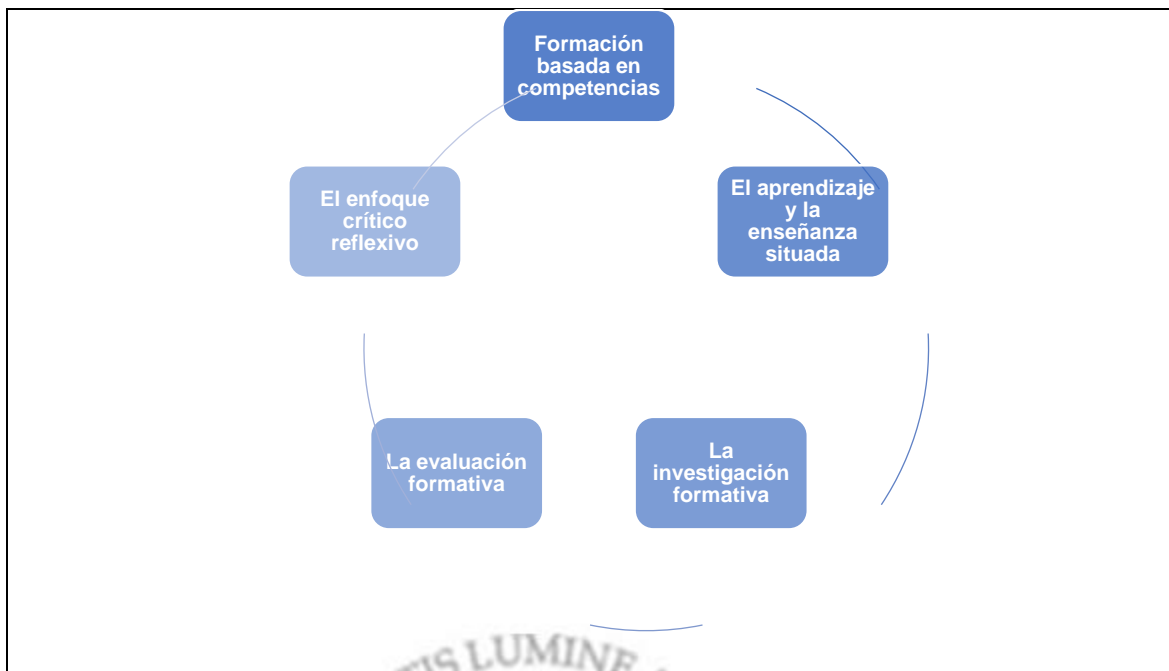 Formación
basada en
competencias
El aprendizaje
y la
enseñanza
situada
La
investigación
formativa
La evaluación
formativa
El enfoque
crítico
reflexivo
LUMINE